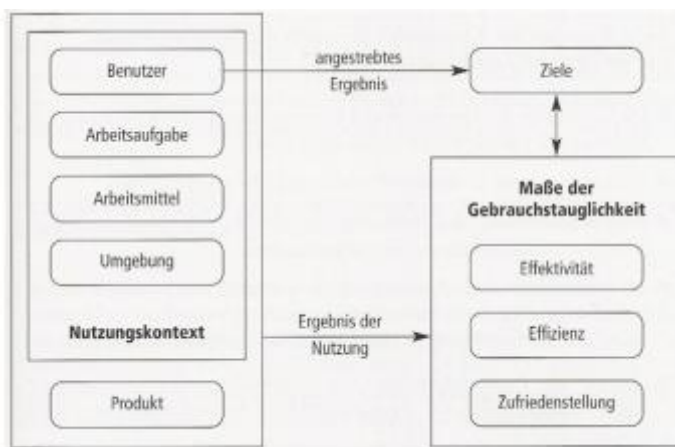 Benutzer
angestrebtes
Ergebnis
Ziele
Arbeitsaufgabe
Arbeitsmittel
Umgebung
Nutzungskontext
Produkt
Ergebnis der
Nutzung
Maße der
Gebrauchstauglichkeit
Effektivität
Effizienz
Zufriedenstellung